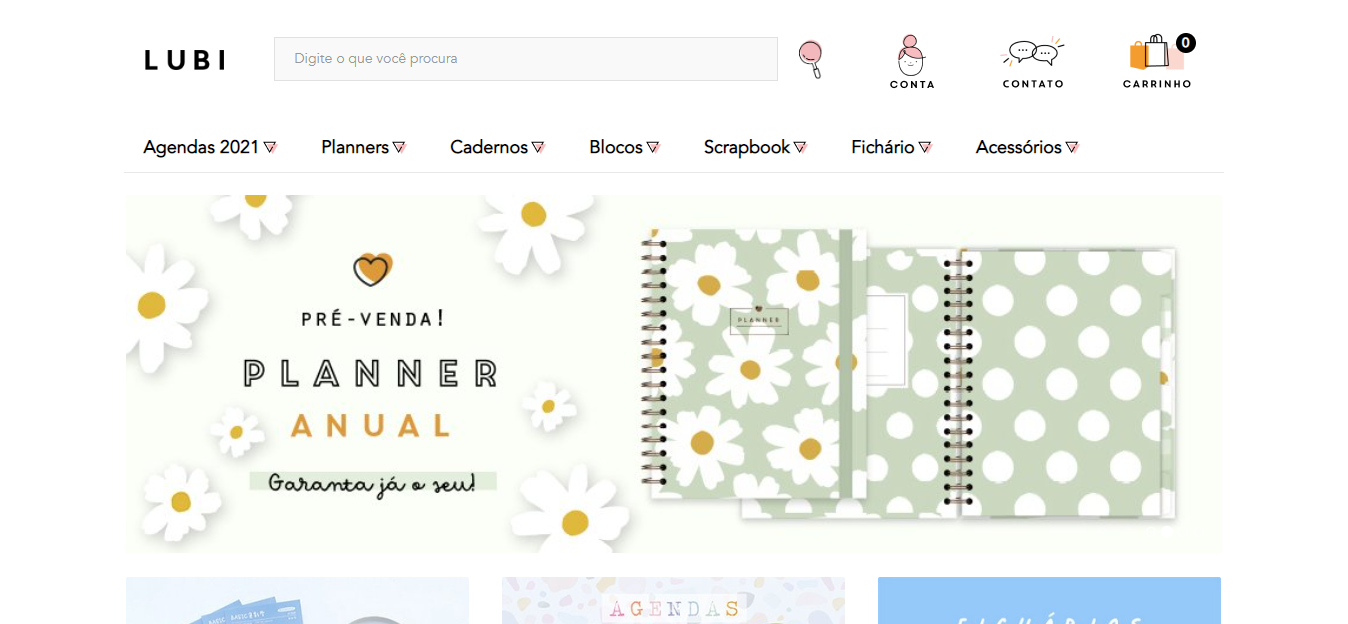 LUBI
Digite o que você procura
CONTA
CONTATO
0
CARRINHO
Agendas 2021
Planners
Cadernos
Blocos
Scrapbook
Fichário
Acessórios
PRÉ-VENDA!
PLANNER
ANUAL
Garanta já o seu!
PLANNER
AGENDAS
FICHÁRIOS